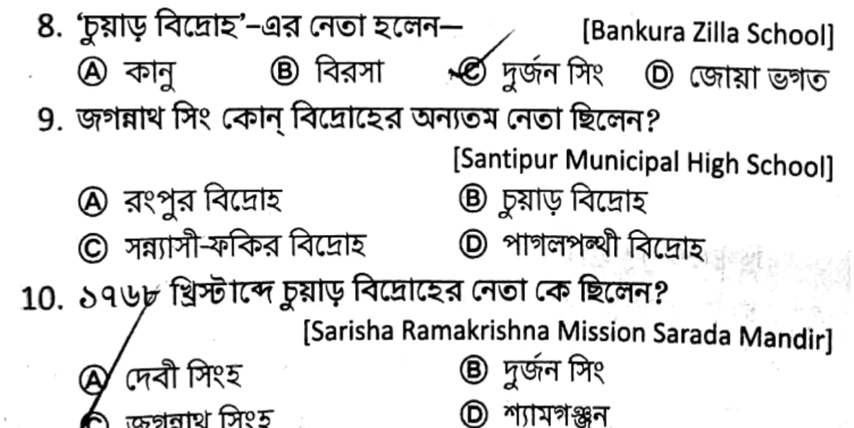 8. ‘চুয়াড় বিদ্রোহ’-এর নেতা হলেন— [Bankura Zilla School]
Ⓐ কানু Ⓑ বিরসা Ⓒ দুর্জন সিং Ⓓ জোয়া ভগত
9. জগন্নাথ সিং কোন্ বিদ্রোহের অন্যতম নেতা ছিলেন?
[Santipur Municipal High School]
Ⓐ রংপুর বিদ্রোহ Ⓑ চুয়াড় বিদ্রোহ
Ⓒ সন্ন্যাসী-ফকির বিদ্রোহ Ⓓ পাগলপন্থী বিদ্রোহ
10. ১৭৬৮ খ্রিস্টাব্দে চুয়াড় বিদ্রোহের নেতা কে ছিলেন?
[Sarisha Ramakrishna Mission Sarada Mandir]
Ⓐ দেবী সিংহ Ⓑ দুর্জন সিং
Ⓒ জগন্নাথ সিংহ Ⓓ শ্যামগঞ্জন